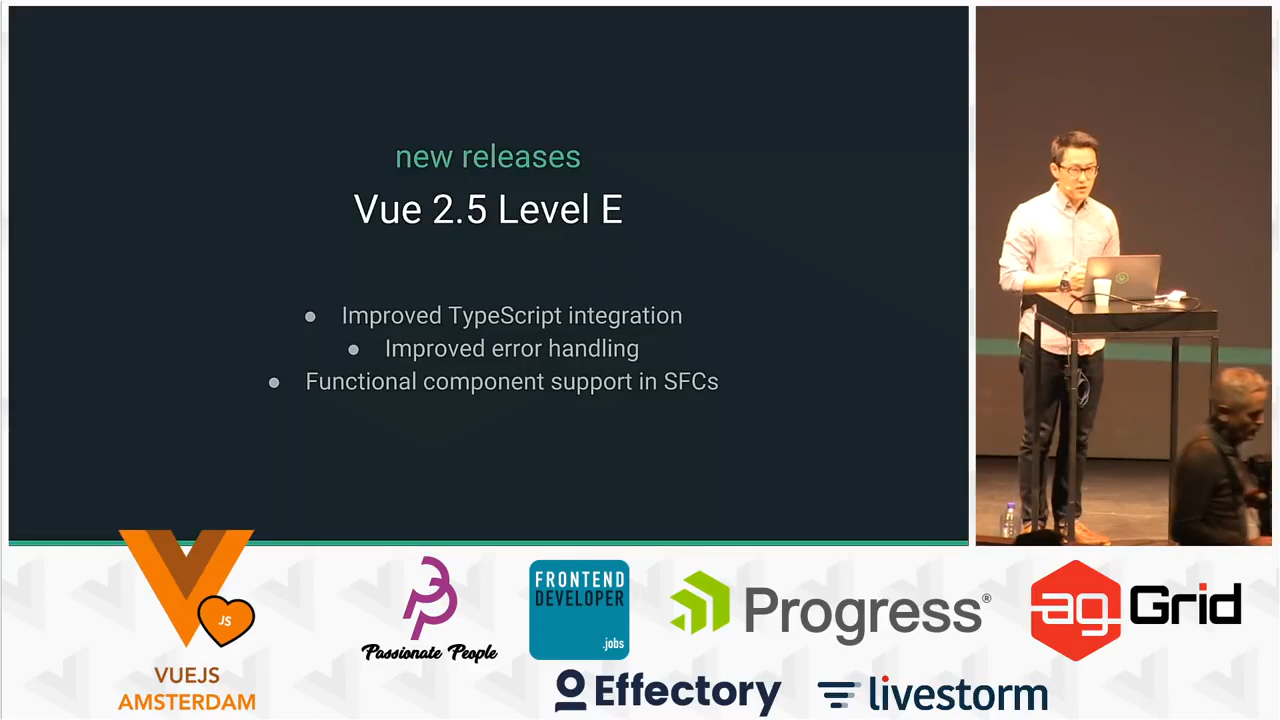 new releases
Vue 2.5 Level E
● Improved TypeScript integration
● Improved error handling
● Functional component support in SFCs
JS
VUEJS
AMSTERDAM
Passionate People
FRONTEND
DEVELOPER
.jobs
Progress®
ag Grid
Effectory
livestorm